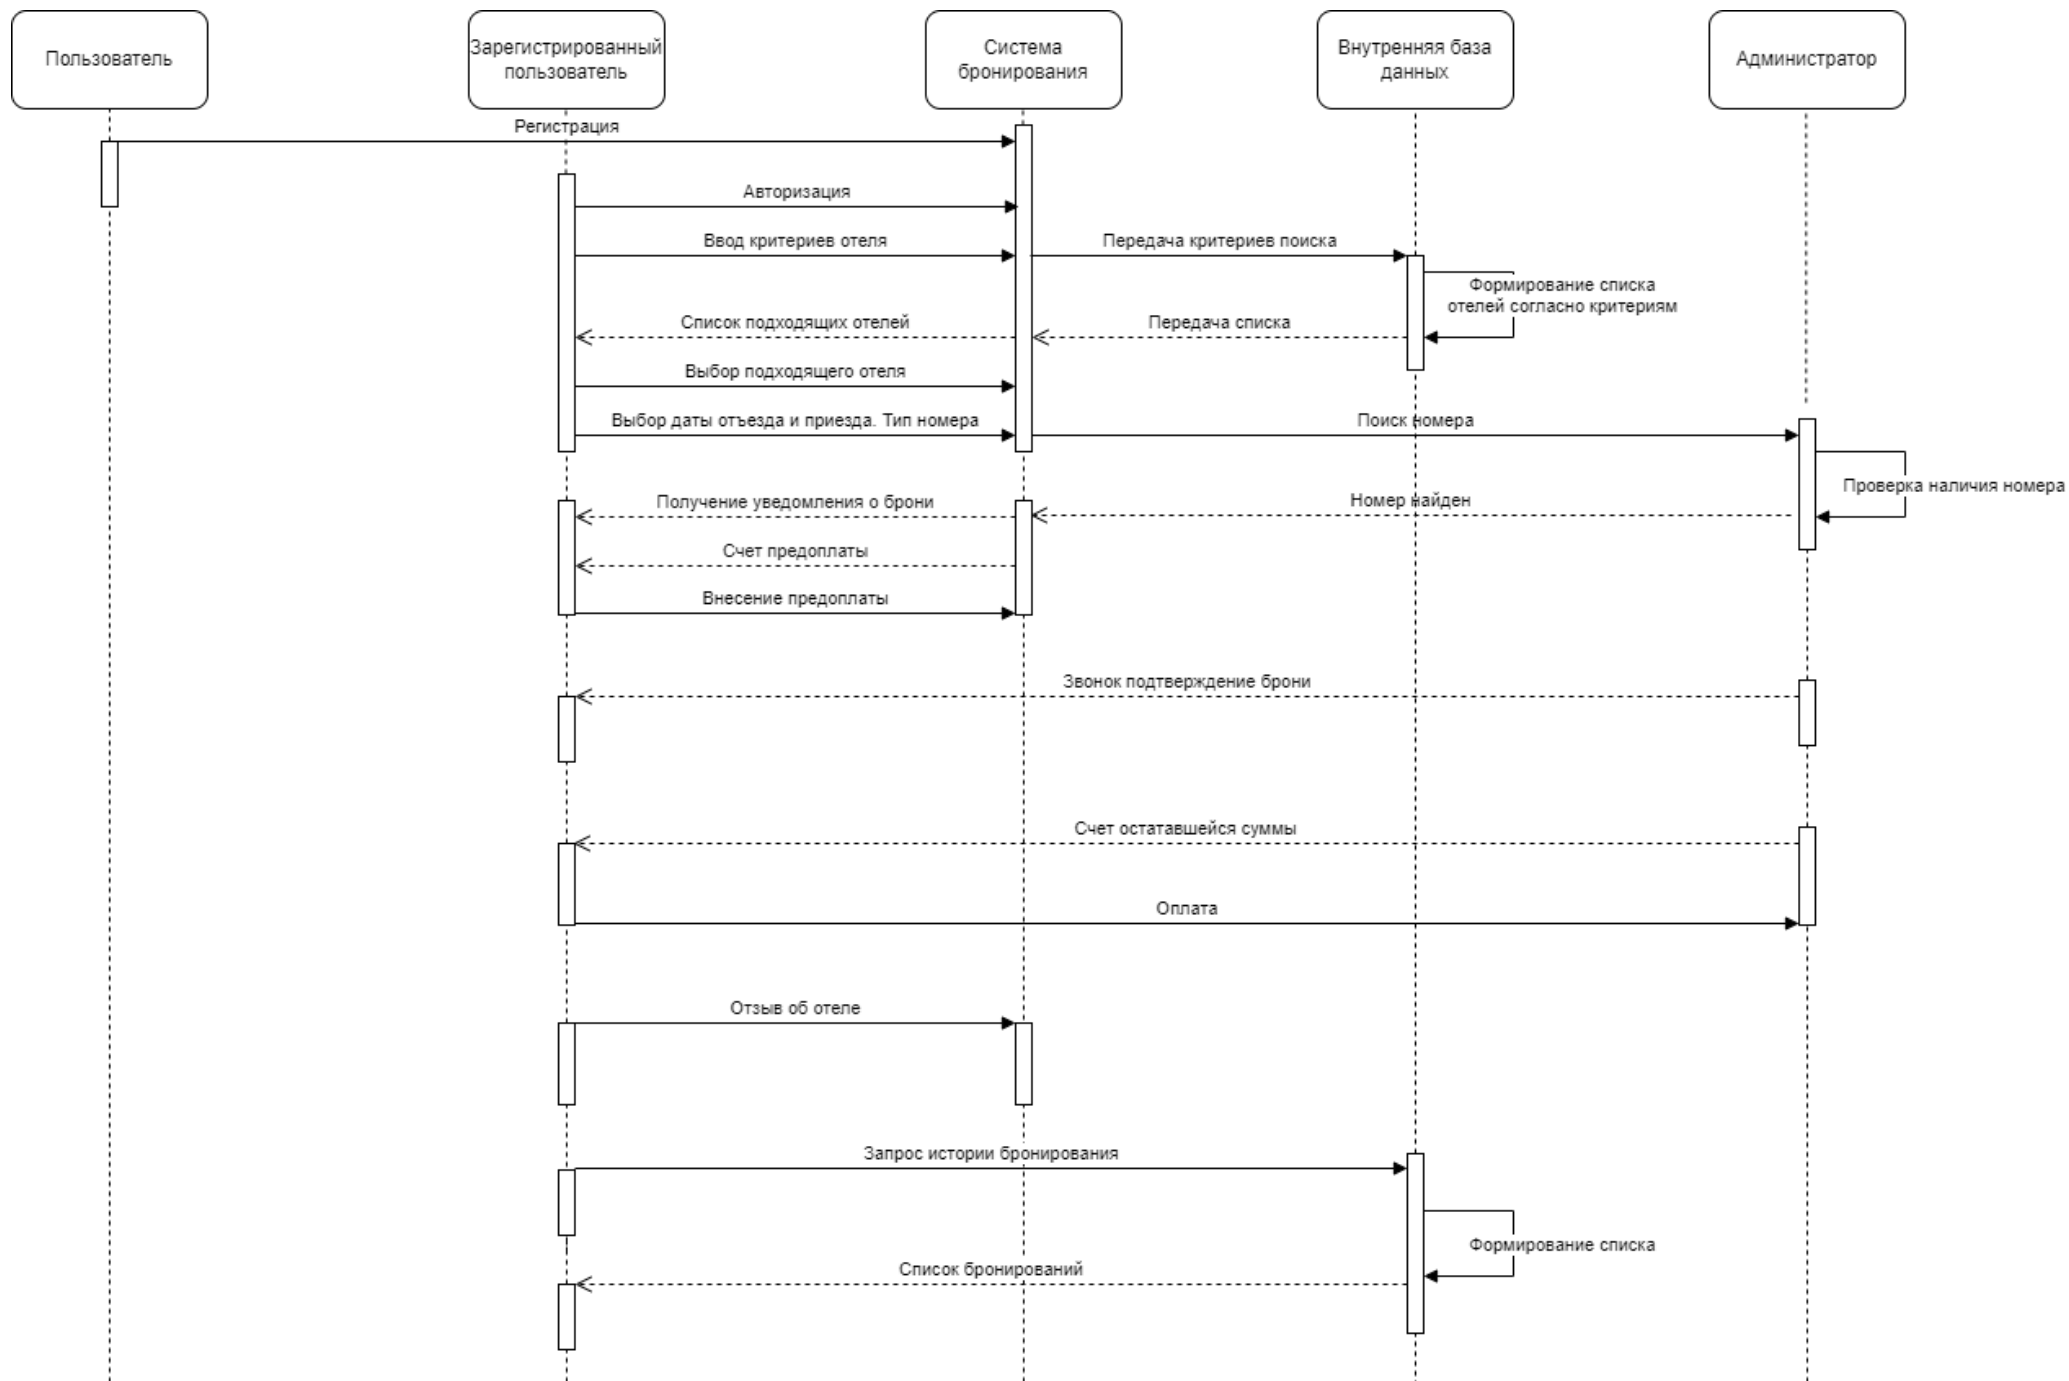 Пользователь
Зарегистрированный
пользователь
Система
бронирования
Внутренняя база
данных
Администратор
Регистрация
Авторизация
Ввод критериев отеля
Передача критериев поиска
Формирование списка
отелей согласно критериям
Список подходящих отелей
Передача списка
Выбор подходящего отеля
Выбор даты отъезда и приезда. Тип номера
Поиск номера
Проверка наличия номера
Получение уведомления о брони
Номер найден
Счет предоплаты
Внесение предоплаты
Звонок подтверждение брони
Счет остатавшейся суммы
Оплата
Отзыв об отеле
Запрос истории бронирования
Формирование списка
Список бронирований